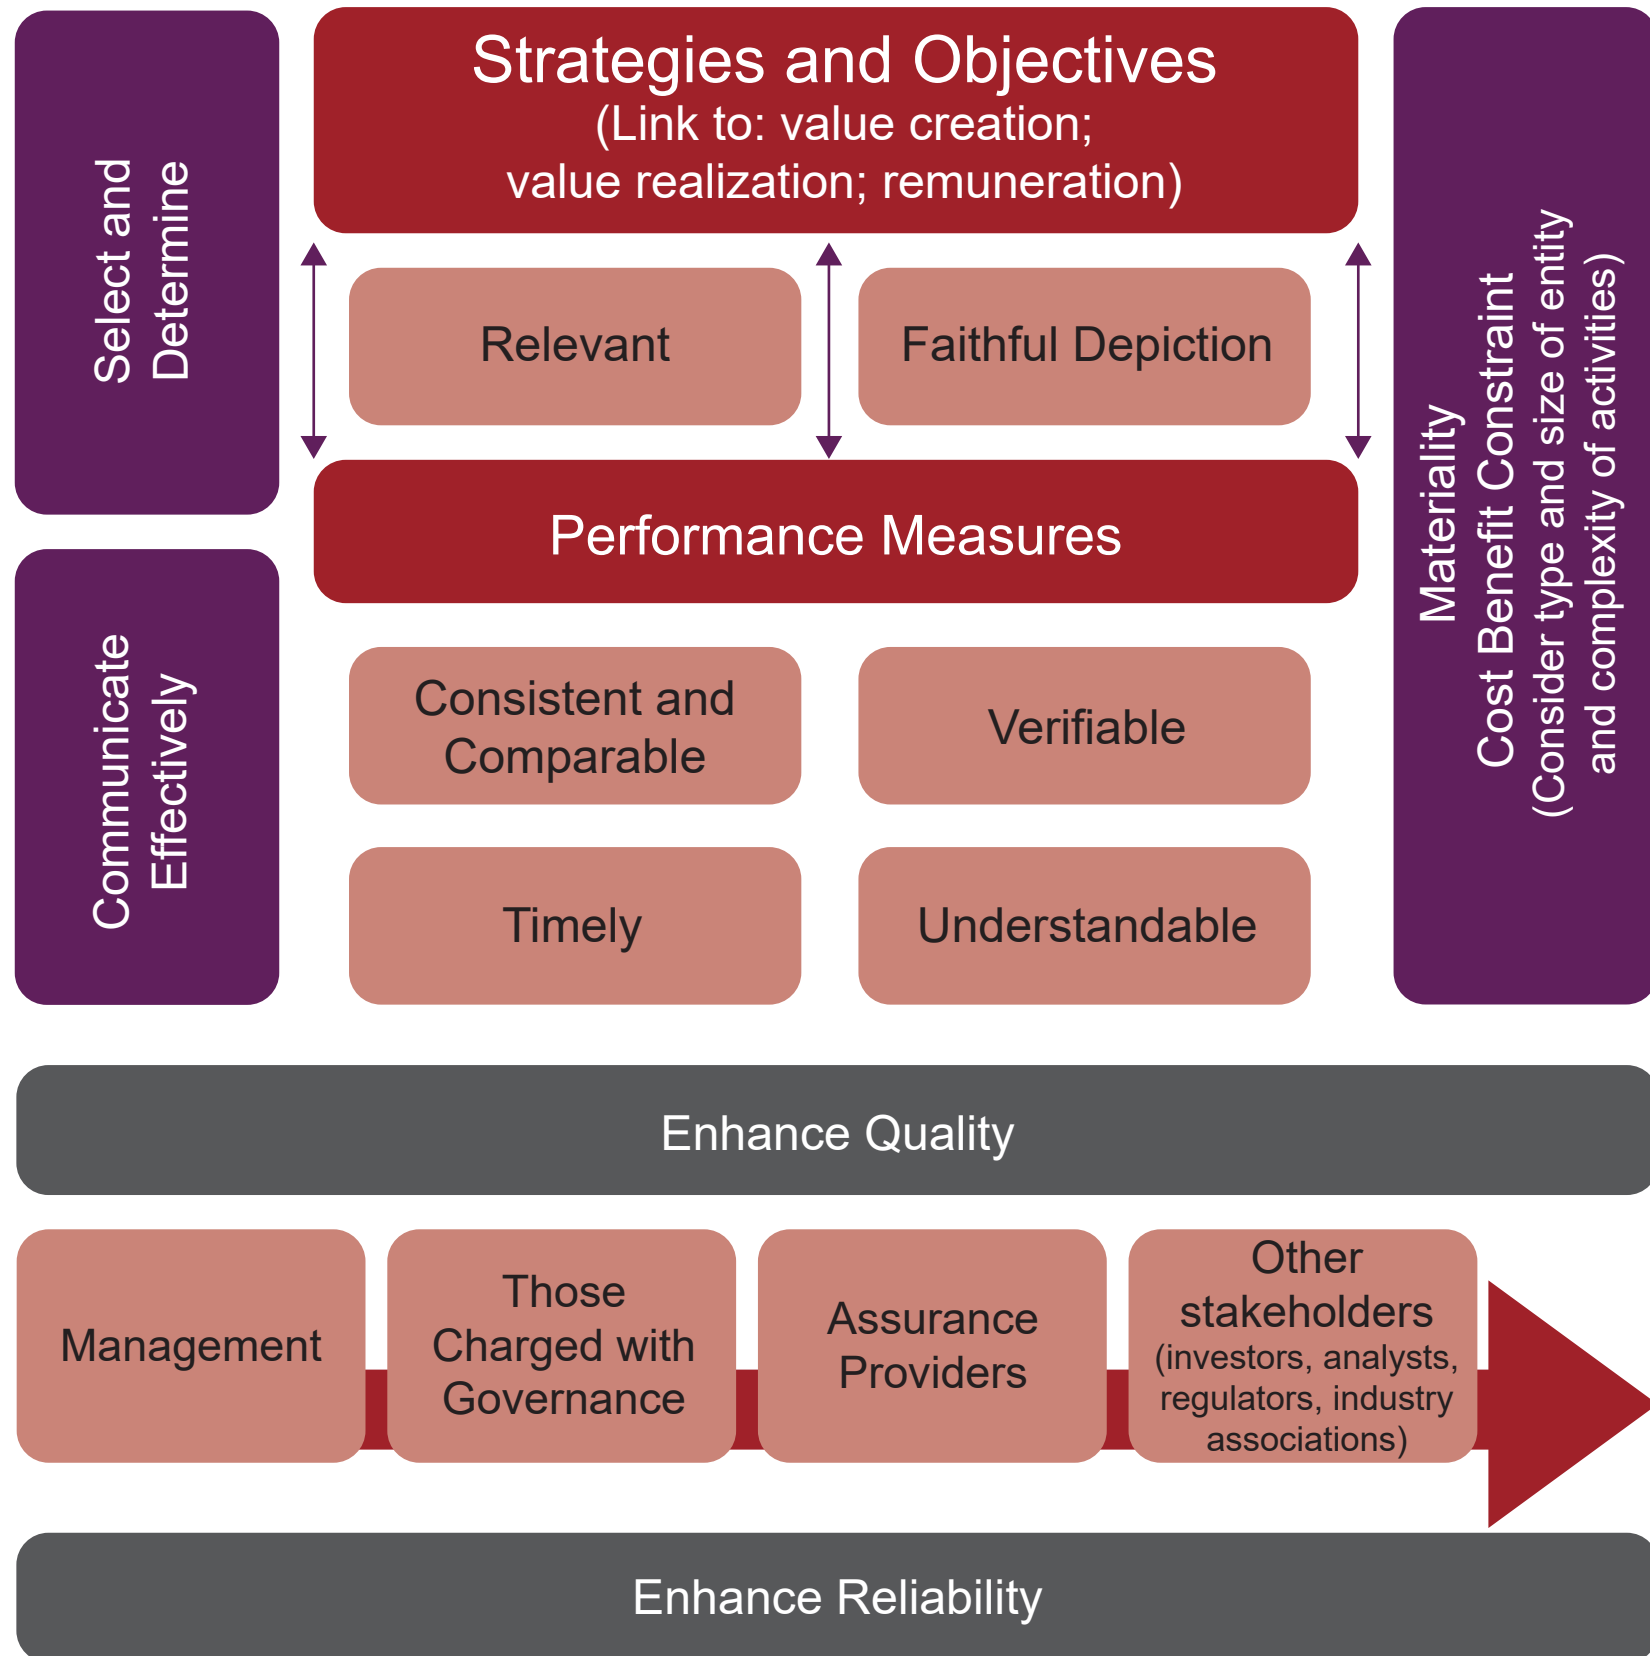 Select and
Determine
Strategies and Objectives
(Link to: value creation;
value realization; remuneration)
Relevant
Faithful Depiction
Performance Measures
Communicate
Effectively
Consistent and
Comparable
Verifiable
Timely
Understandable
Materiality
Cost Benefit Constraint
(Consider type and size of entity
and complexity of activities)
Enhance Quality
Management
Those
Charged with
Governance
Assurance
Providers
Other
stakeholders
(investors, analysts,
regulators, industry
associations)
Enhance Reliability